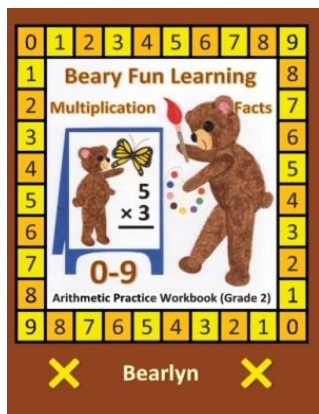 0 1 2 3 4 5 6 7 8 9
1 Beary Fun Learning 8
2 Multiplication Facts 7
3 6
4 5
5 5 4
× 3
6 3
7 0-9 2
8 Arithmetic Practice Workbook (Grade 2) 1
9 8 7 6 5 4 3 2 1 0
× Bearlyn ×